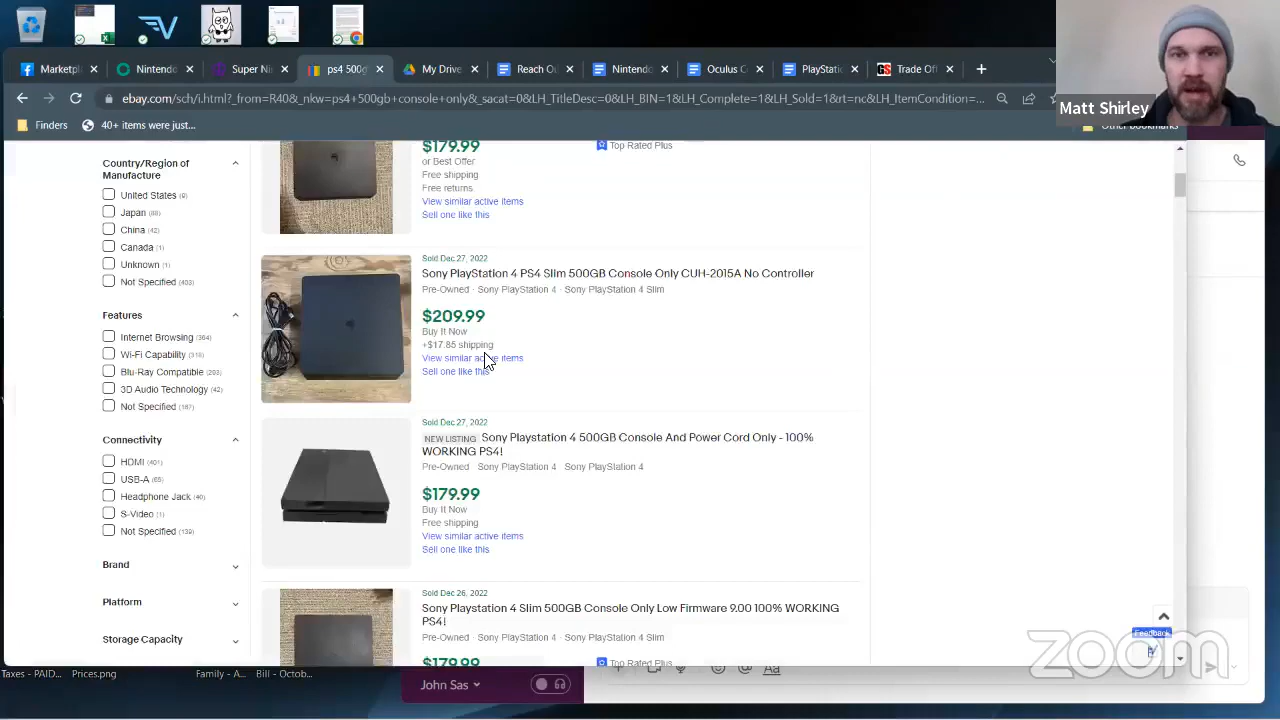 Marketpl
Nintendo
Super Ni
ps4 500g
My Drive
Reach Ou
Nintendo
Oculus
PlayStatio
Trade Off
ebay.com/sch/i.html?_from=R40&_nkw=ps4+500gb+console+only&_sacat=0&LH_TitleDesc=0&LH_BIN=1&LH_Complete=1&LH_Sold=1&rt=nc&LH_ItemCondition=...
Finders
40+ items were just...
Other bookmarks
Matt Shirley
Country/Region of
Manufacture
United States (9)
Japan (88)
China (42)
Canada (1)
Unknown (1)
Not Specified (493)
Features
Internet Browsing (364)
Wi-Fi Capability (318)
Blu-Ray Compatible (293)
3D Audio Technology (42)
Not Specified (167)
Connectivity
HDMI (401)
USB-A (65)
Headphone Jack (40)
S-Video (1)
Not Specified (139)
Brand
Platform
Storage Capacity
$179.99
Top Rated Plus
or Best Offer
Free shipping
Free returns
View similar active items
Sell one like this
Sold Dec 27, 2022
Sony PlayStation 4 PS4 Slim 500GB Console Only CUH-2015A No Controller
Pre-Owned · Sony PlayStation 4 · Sony PlayStation 4 Slim
$209.99
Buy It Now
+$17.85 shipping
View similar active items
Sell one like this
Sold Dec 27, 2022
NEW LISTING Sony Playstation 4 500GB Console And Power Cord Only - 100%
WORKING PS4!
Pre-Owned · Sony PlayStation 4 · Sony PlayStation 4
$179.99
Buy It Now
Free shipping
View similar active items
Sell one like this
Sold Dec 26, 2022
Sony Playstation 4 Slim 500GB Console Only Low Firmware 9.00 100% WORKING
PS4!
Pre-Owned · Sony PlayStation 4 · Sony PlayStation 4 Slim
$179.99
Top Rated Plus
Feedback
zoom
Taxes - PAID...
Prices.png
Family - A...
Bill - Octob...
John Sas
Aa